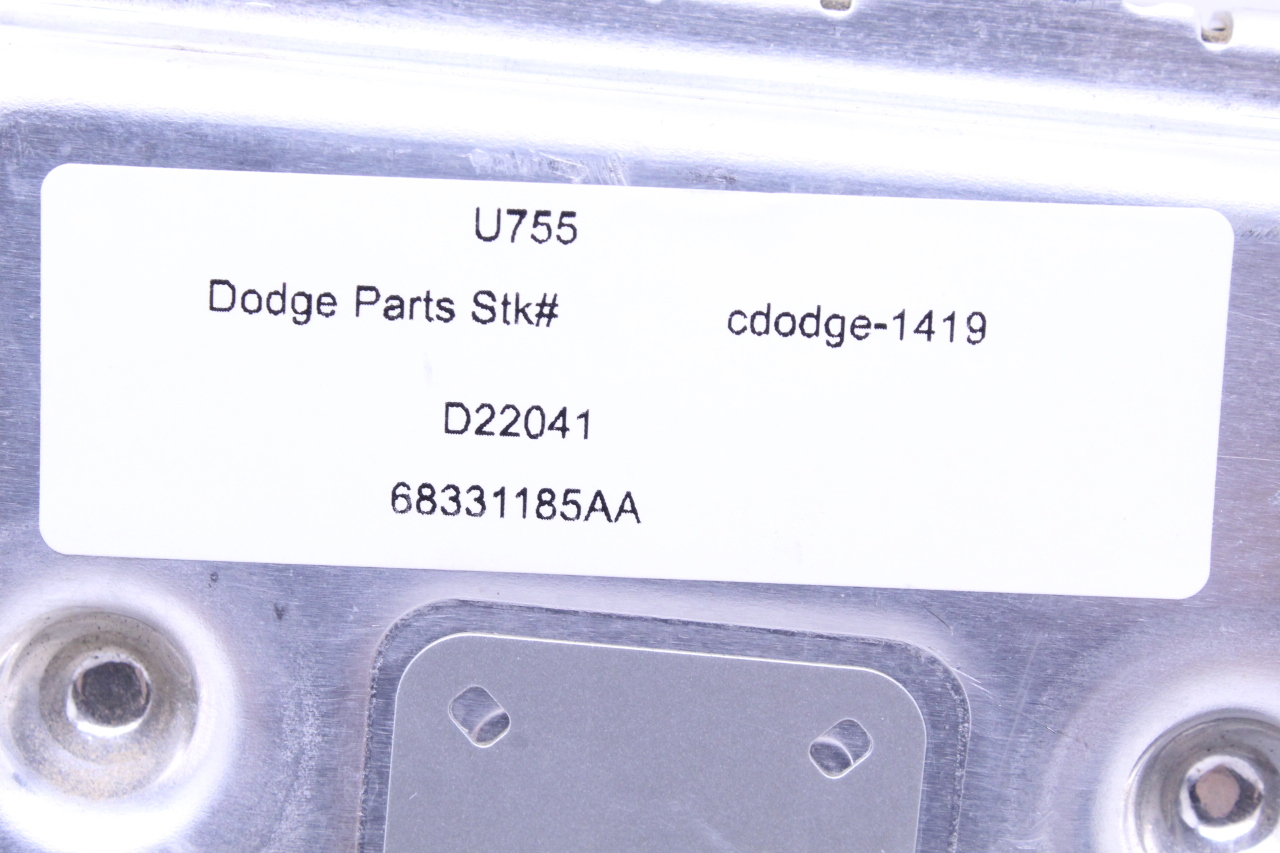 U755
Dodge Parts Stk# cdodge-1419
D22041
68331185AA